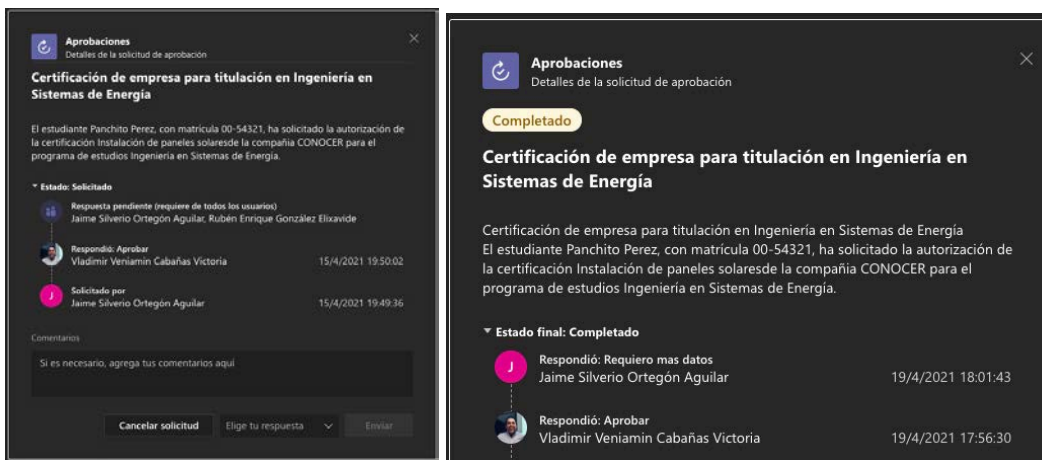 Aprobaciones
Detalles de la solicitud de aprobación
Certificación de empresa para titulación en Ingeniería en
Sistemas de Energía
El estudiante Panchito Perez, con matrícula 00-54321, ha solicitado la autorización de
la certificación Instalación de paneles solaresde la compañía CONOCER para el
programa de estudios Ingeniería en Sistemas de Energía.
Estado: Solicitado
Respuesta pendiente (requiere de todos los usuarios)
Jaime Silverio Ortegón Aguilar, Rubén Enrique González Elixavide
Respondió: Aprobar
Vladimir Veniamin Cabañas Victoria 15/4/2021 19:50:02
J
Solicitado por
Jaime Silverio Ortegón Aguilar 15/4/2021 19:49:36
Comentarios
Si es necesario, agrega tus comentarios aquí
Cancelar solicitud Elige tu respuesta Enviar
Aprobaciones
Detalles de la solicitud de aprobación
Completado
Certificación de empresa para titulación en Ingeniería en
Sistemas de Energía
Certificación de empresa para titulación en Ingeniería en Sistemas de Energía
El estudiante Panchito Perez, con matrícula 00-54321, ha solicitado la autorización de
la certificación Instalación de paneles solaresde la compañía CONOCER para el
programa de estudios Ingeniería en Sistemas de Energía.
Estado final: Completado
J
Respondió: Requiero mas datos
Jaime Silverio Ortegón Aguilar 19/4/2021 18:01:43
Respondió: Aprobar
Vladimir Veniamin Cabañas Victoria 19/4/2021 17:56:30